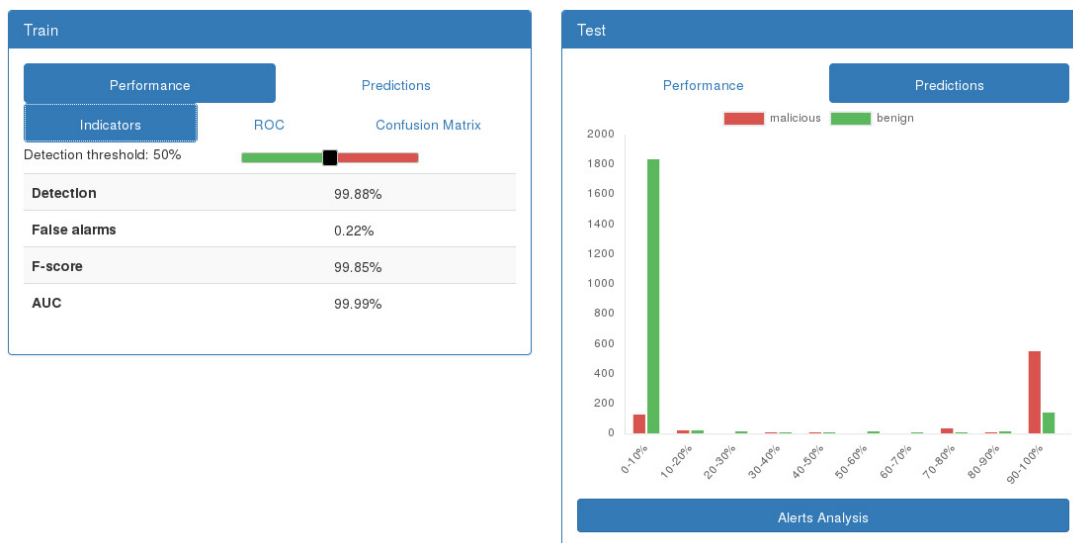 Train
Performance Predictions
Indicators ROC Confusion Matrix
Detection threshold: 50%
Detection 99.88%
False alarms 0.22%
F-score 99.85%
AUC 99.99%
Test
Performance Predictions
malicious benign
2000
1800
1600
1400
1200
1000
800
600
400
200
0
0-10% 10-20% 20-30% 30-40% 40-50% 50-60% 60-70% 70-80% 80-90% 90-100%
Alerts Analysis